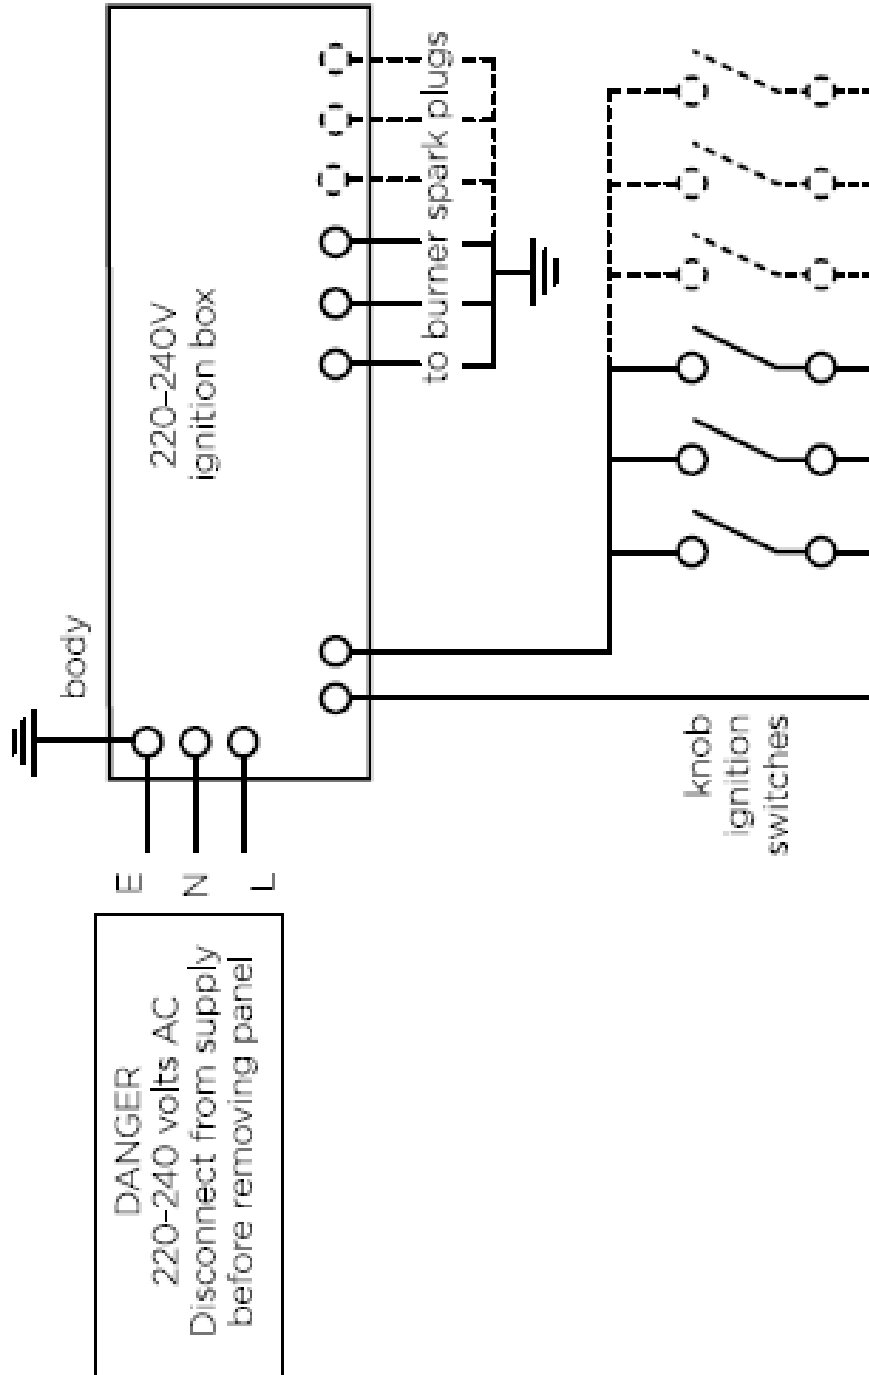 DANGER
220-240 volts AC
Disconnect from supply
before removing panel
E
N
L
body
220-240V
ignition box
to burner spark plugs
knob
ignition
switches